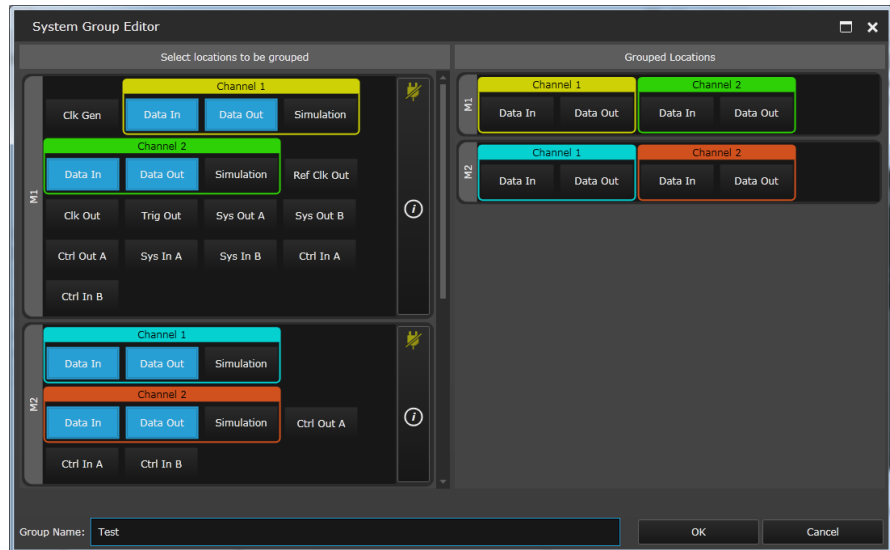 System Group Editor
Select locations to be grouped
Grouped Locations
M1
Channel 1
Clk Gen Data In Data Out Simulation
Channel 2
Data In Data Out Simulation Ref Clk Out
Clk Out Trig Out Sys Out A Sys Out B
Ctrl Out A Sys In A Sys In B Ctrl In A
Ctrl In B
M2
Channel 1
Data In Data Out Simulation
Channel 2
Data In Data Out Simulation Ctrl Out A
Ctrl In A Ctrl In B
M1
Channel 1 Channel 2
Data In Data Out Data In Data Out
M2
Channel 1 Channel 2
Data In Data Out Data In Data Out
Group Name: Test
OK Cancel